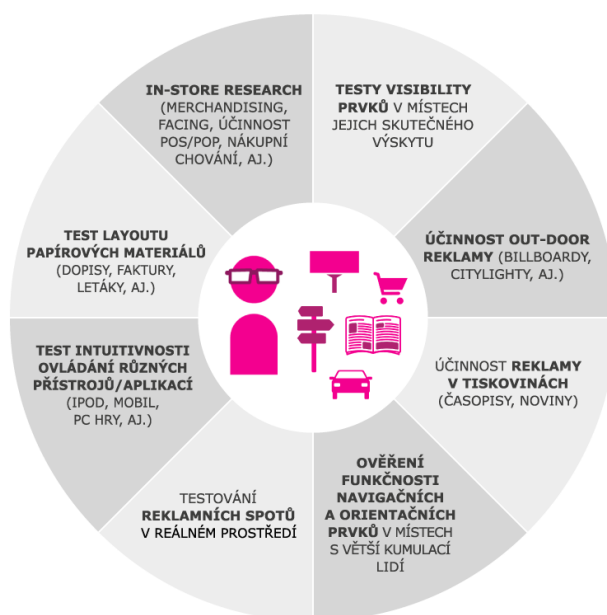 IN-STORE RESEARCH
(MERCHANDISING,
FACING, ÚČINNOST
POS/POP, NÁKUPNÍ
CHOVÁNÍ, AJ.)
TESTY VISIBILITY
PRVKŮ V MÍSTECH
JEJICH SKUTEČNÉHO
VÝSKYTU
ÚČINNOST OUT-DOOR
REKLAMY (BILLBOARDY,
CITYLIGHTY, AJ.)
ÚČINNOST REKLAMY
V TISKOVINÁCH
(ČASOPISY, NOVINY)
OVĚŘENÍ
FUNKČNOSTI
NAVIGAČNÍCH
A ORIENTAČNÍCH
PRVKŮ V MÍSTECH
S VĚTŠÍ KUMULACÍ
LIDÍ
TESTOVÁNÍ
REKLAMNÍCH SPOTŮ
V REÁLNÉM PROSTŘEDÍ
TEST INTUITIVNOSTI
OVLÁDÁNÍ RŮZNÝCH
PŘÍSTROJŮ/APLIKACÍ
(IPOD, MOBIL,
PC HRY, AJ.)
TEST LAYOUTU
PAPÍROVÝCH MATERIÁLŮ
(DOPISY, FAKTURY,
LETÁKY, AJ.)